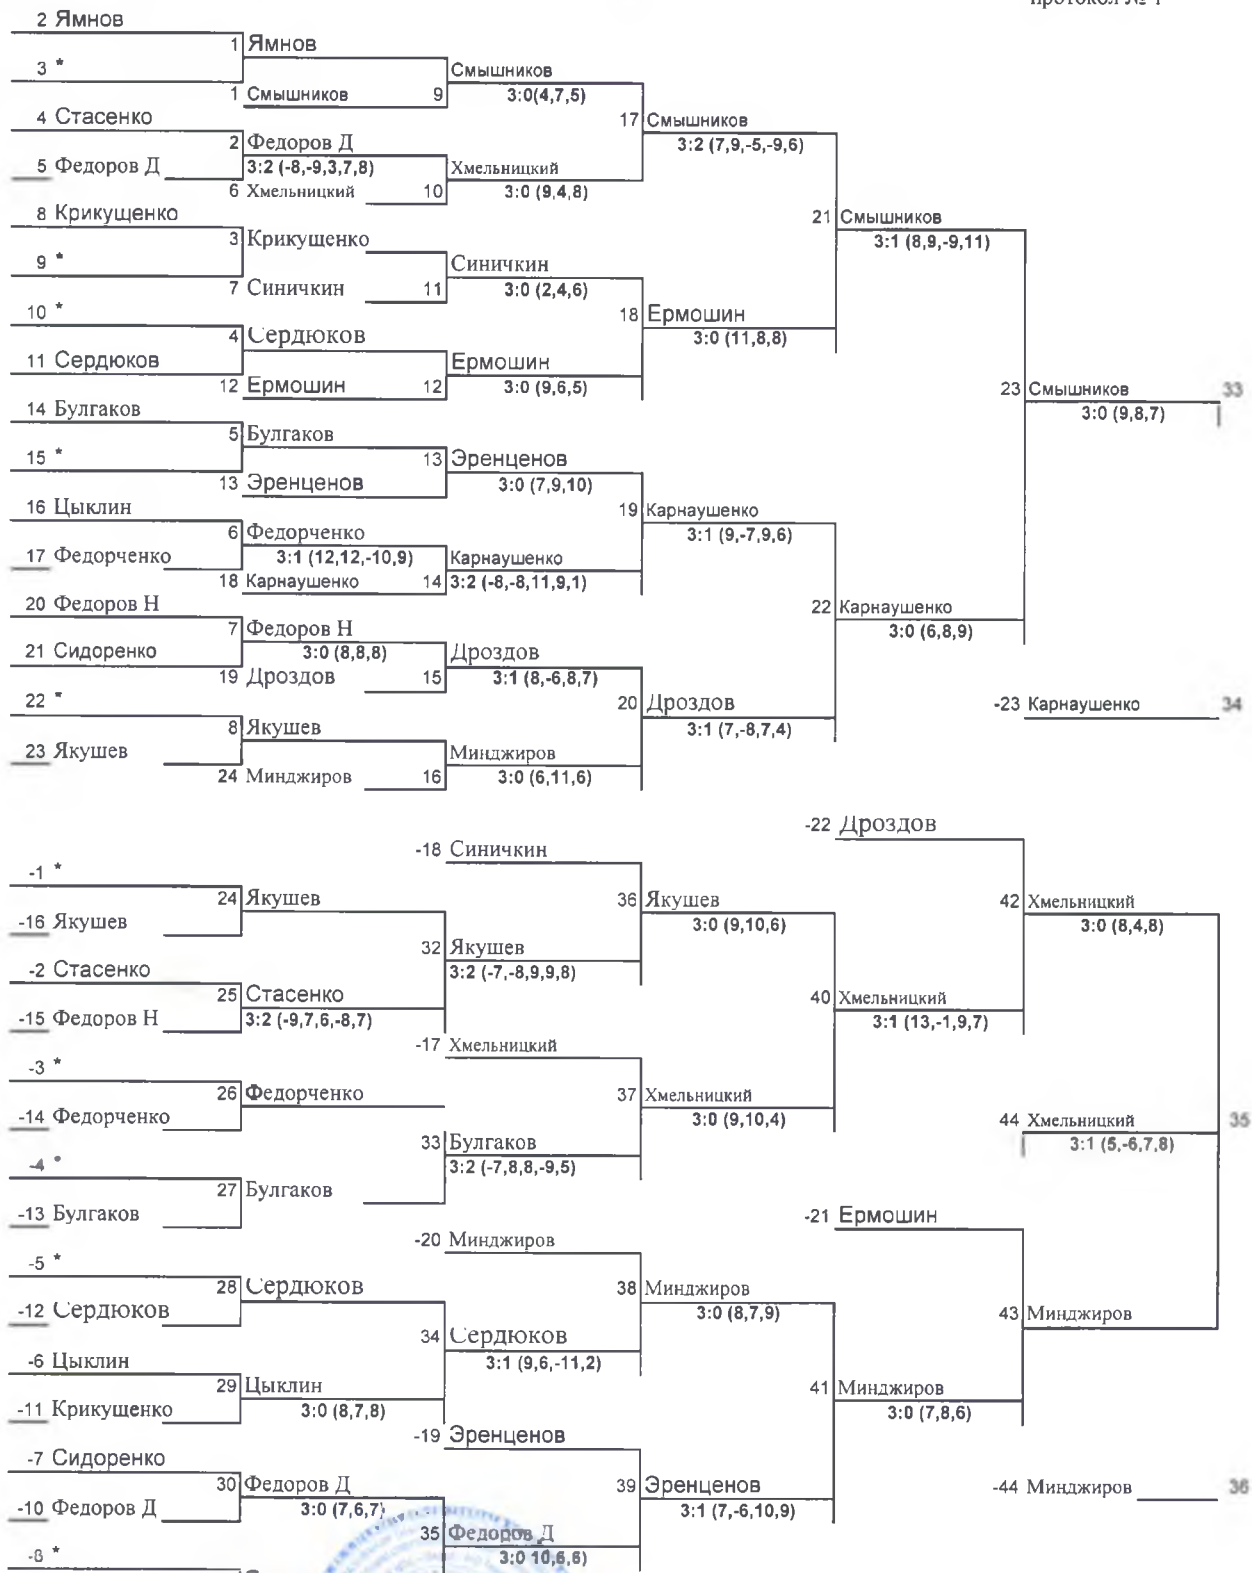 2 Ямнов
1 Ямнов
3 *
Смышников
1 Смышников 9 3:0(4,7,5)
4 Стасенко
17 Смышников
2 Федоров Д 3:2 (7,9,-5,-9,6)
5 Федоров Д 3:2 (-8,-9,3,7,8) Хмельницкий
6 Хмельницкий 10 3:0 (9,4,8)
8 Крикущенко
21 Смышников
3 Крикущенко 3:1 (8,9,-9,11)
9 * Синичкин
7 Синичкин 11 3:0 (2,4,6)
10 * 18 Ермошин
4 Сердюков 3:0 (11,8,8)
11 Сердюков Ермошин
12 Ермошин 12 3:0 (9,6,5)
23 Смышников 33
14 Булгаков 3:0 (9,8,7)
5 Булгаков
15 * 13 Эренценов
13 Эренценов 3:0 (7,9,10)
16 Цыклин 19 Карнаушенко
6 Федорченко 3:1 (9,-7,9,6)
17 Федорченко 3:1 (12,12,-10,9) Карнаушенко
18 Карнаушенко 14 3:2 (-8,-8,11,9,1)
20 Федоров Н 22 Карнаушенко
7 Федоров Н 3:0 (6,8,9)
21 Сидоренко 3:0 (8,8,8) Дроздов
19 Дроздов 15 3:1 (8,-6,8,7)
22 * 20 Дроздов -23 Карнаушенко 34
8 Якушев 3:1 (7,-8,7,4)
23 Якушев Минджиров
24 Минджиров 16 3:0 (6,11,6)
-22 Дроздов
-18 Синичкин
-1 *
24 Якушев 36 Якушев 42 Хмельницкий
-16 Якушев 3:0 (9,10,6) 3:0 (8,4,8)
32 Якушев
-2 Стасенко 3:2 (-7,-8,9,9,8)
25 Стасенко 40 Хмельницкий
-15 Федоров Н 3:2 (-9,7,6,-8,7) 3:1 (13,-1,9,7)
-17 Хмельницкий
-3 *
26 Федорченко 37 Хмельницкий
-14 Федорченко 3:0 (9,10,4) 44 Хмельницкий 35
33 Булгаков 3:1 (5,-6,7,8)
-4 * 3:2 (-7,8,8,-9,5)
27 Булгаков
-13 Булгаков -21 Ермошин
-20 Минджиров
-5 *
28 Сердюков 38 Минджиров
-12 Сердюков 3:0 (8,7,9) 43 Минджиров
34 Сердюков
-6 Цыклин 3:1 (9,6,-11,2)
29 Цыклин 41 Минджиров
-11 Крикущенко 3:0 (8,7,8) 3:0 (7,8,6)
-19 Эренценов
-7 Сидоренко
30 Федоров Д 39 Эренценов -44 Минджиров 36
-10 Федоров Д 3:0 (7,6,7) 3:1 (7,-6,10,9)
35 Федоров Д
-8 * 3:0 10,6,6)